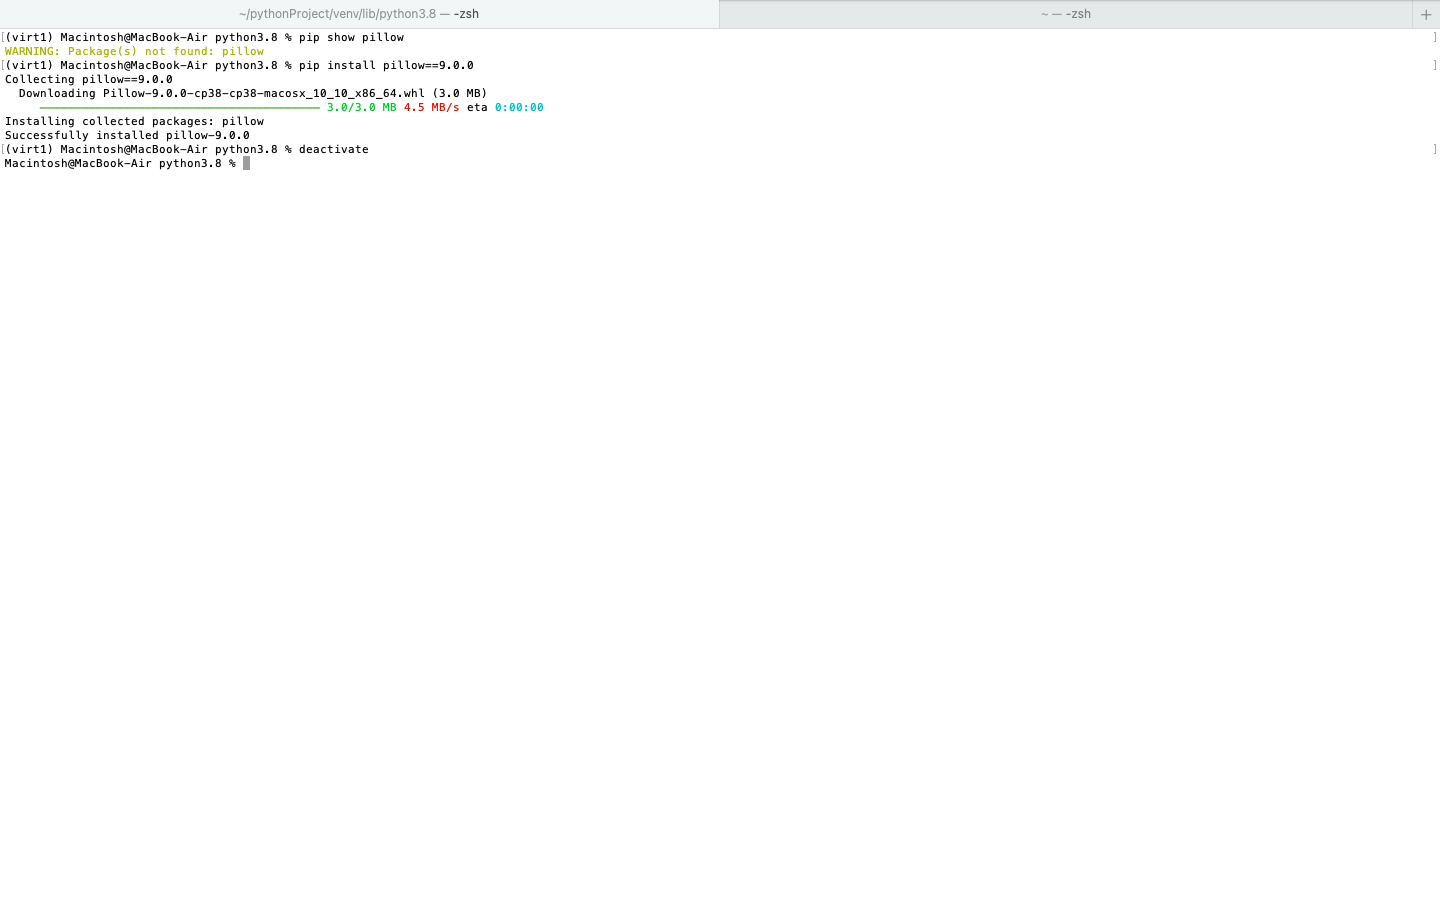 ~/pythonProject/venv/lib/python3.8 — -zsh
~ — -zsh
+
[(virt1) Macintosh@MacBook-Air python3.8 % pip show pillow ]
WARNING: Package(s) not found: pillow
[(virt1) Macintosh@MacBook-Air python3.8 % pip install pillow==9.0.0 ]
Collecting pillow==9.0.0
Downloading Pillow-9.0.0-cp38-cp38-macosx_10_10_x86_64.whl (3.0 MB)
3.0/3.0 MB 4.5 MB/s eta 0:00:00
Installing collected packages: pillow
Successfully installed pillow-9.0.0
[(virt1) Macintosh@MacBook-Air python3.8 % deactivate ]
Macintosh@MacBook-Air python3.8 %